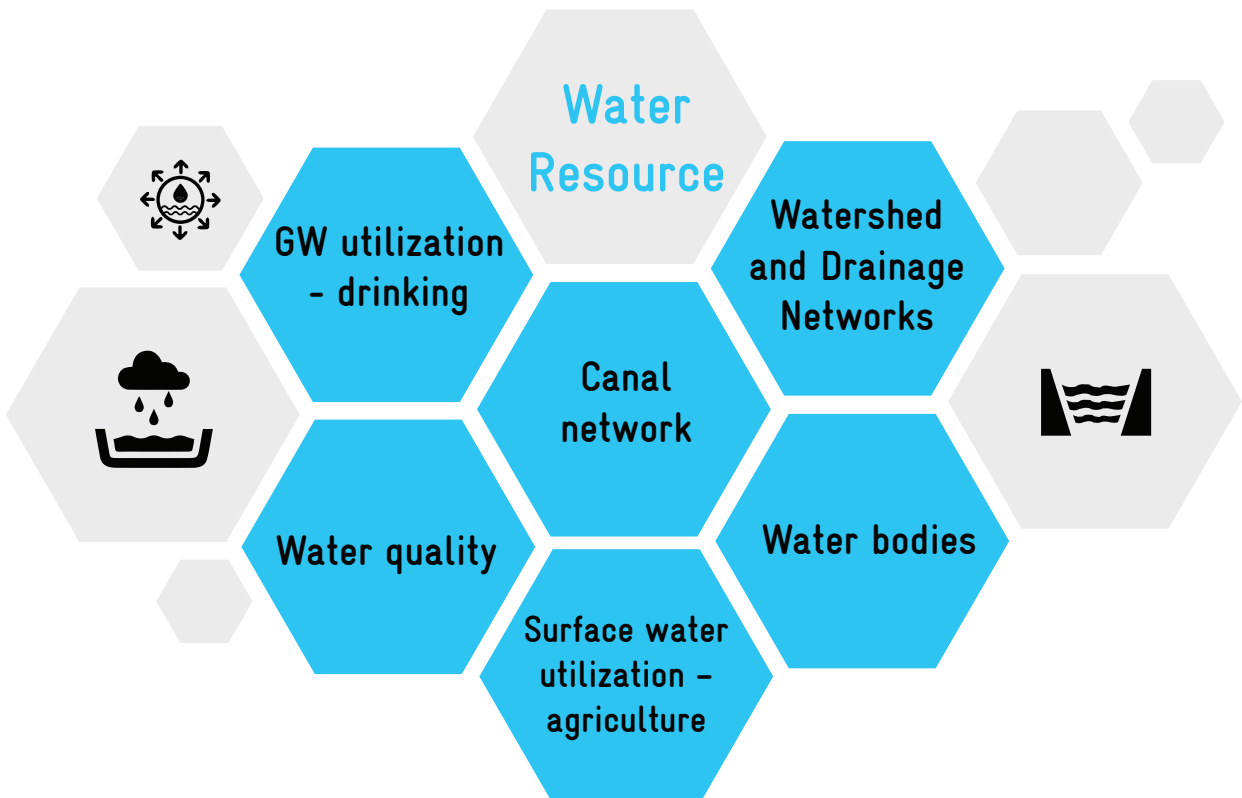 Water
Resource
GW utilization
- drinking
Watershed
and Drainage
Networks
Canal
network
Water quality
Water bodies
Surface water
utilization –
agriculture